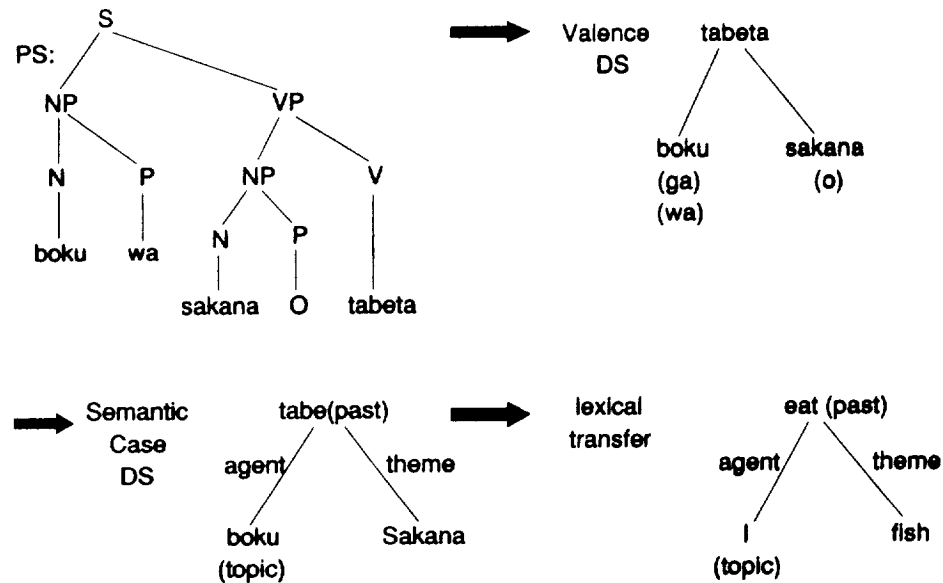 S
PS:
NP VP
N P NP V
boku wa N P
sakana O tabeta
Valence tabeta
DS
boku sakana
(ga) (o)
(wa)
Semantic tabe(past)
Case
DS
agent theme
boku Sakana
(topic)
lexical eat (past)
transfer
agent theme
I fish
(topic)